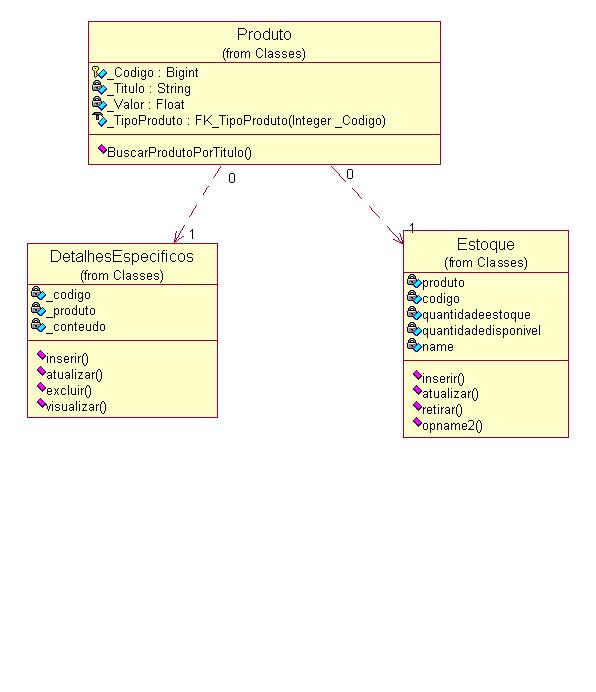 Produto
(from Classes)
_Codigo : Bigint
_Titulo : String
_Valor : Float
_TipoProduto : FK_TipoProduto(Integer _Codigo)
BuscarProdutoPorTitulo()
0
0
1
1
DetalhesEspecificos
(from Classes)
_codigo
_produto
_conteudo
inserir()
atualizar()
excluir()
visualizar()
Estoque
(from Classes)
produto
codigo
quantidadeestoque
quantidadedisponivel
name
inserir()
atualizar()
retirar()
opname2()